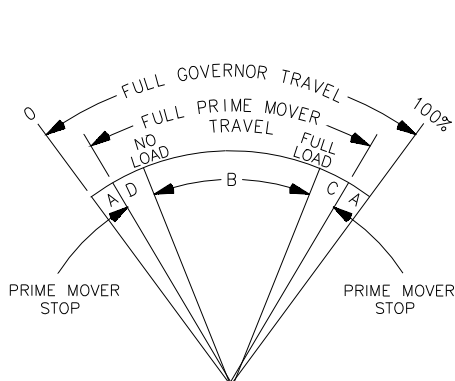 FULL GOVERNOR TRAVEL
0
100%
FULL PRIME MOVER
TRAVEL
NO
LOAD
FULL
LOAD
A
D
B
C
A
PRIME MOVER
STOP
PRIME MOVER
STOP